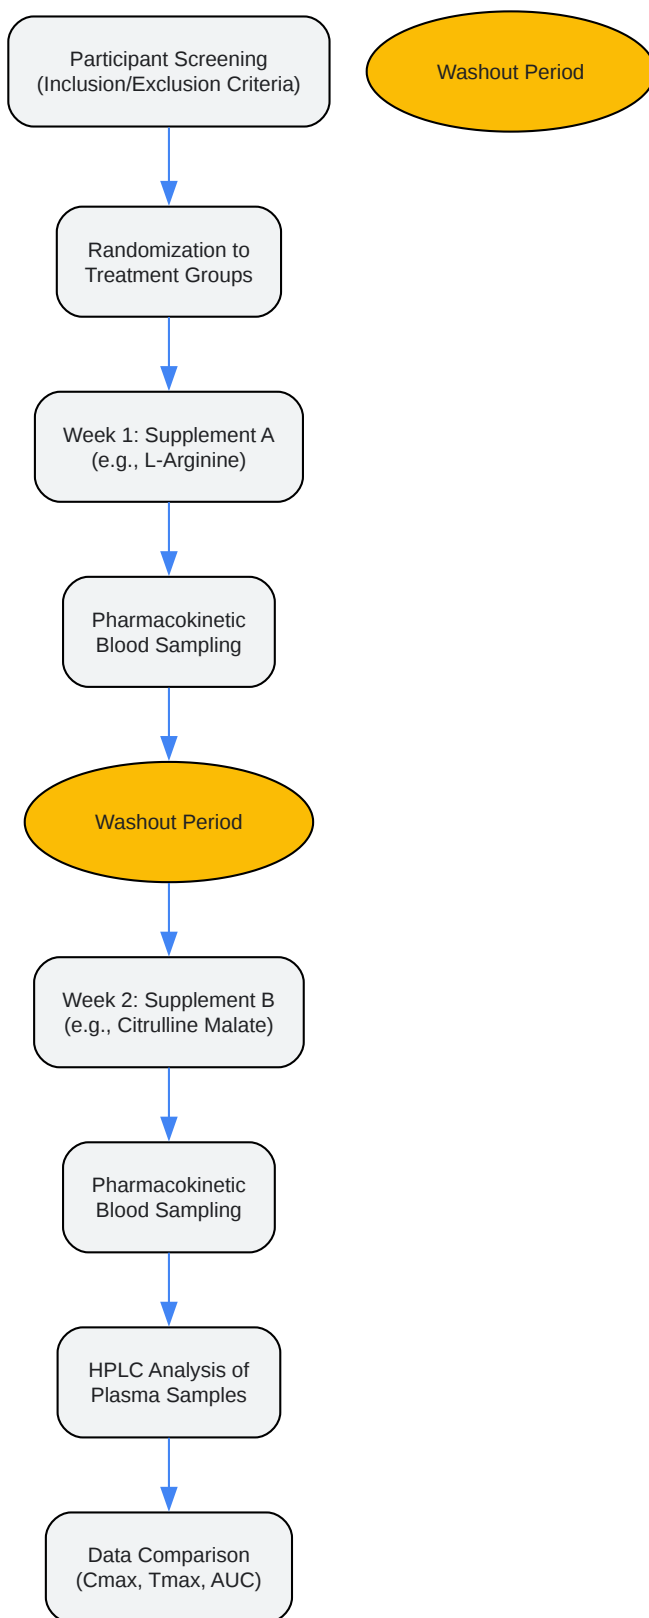 Participant Screening
(Inclusion/Exclusion Criteria)
Washout Period
Randomization to
Treatment Groups
Week 1: Supplement A
(e.g., L-Arginine)
Pharmacokinetic
Blood Sampling
Washout Period
Week 2: Supplement B
(e.g., Citrulline Malate)
Pharmacokinetic
Blood Sampling
HPLC Analysis of
Plasma Samples
Data Comparison
(Cmax, Tmax, AUC)